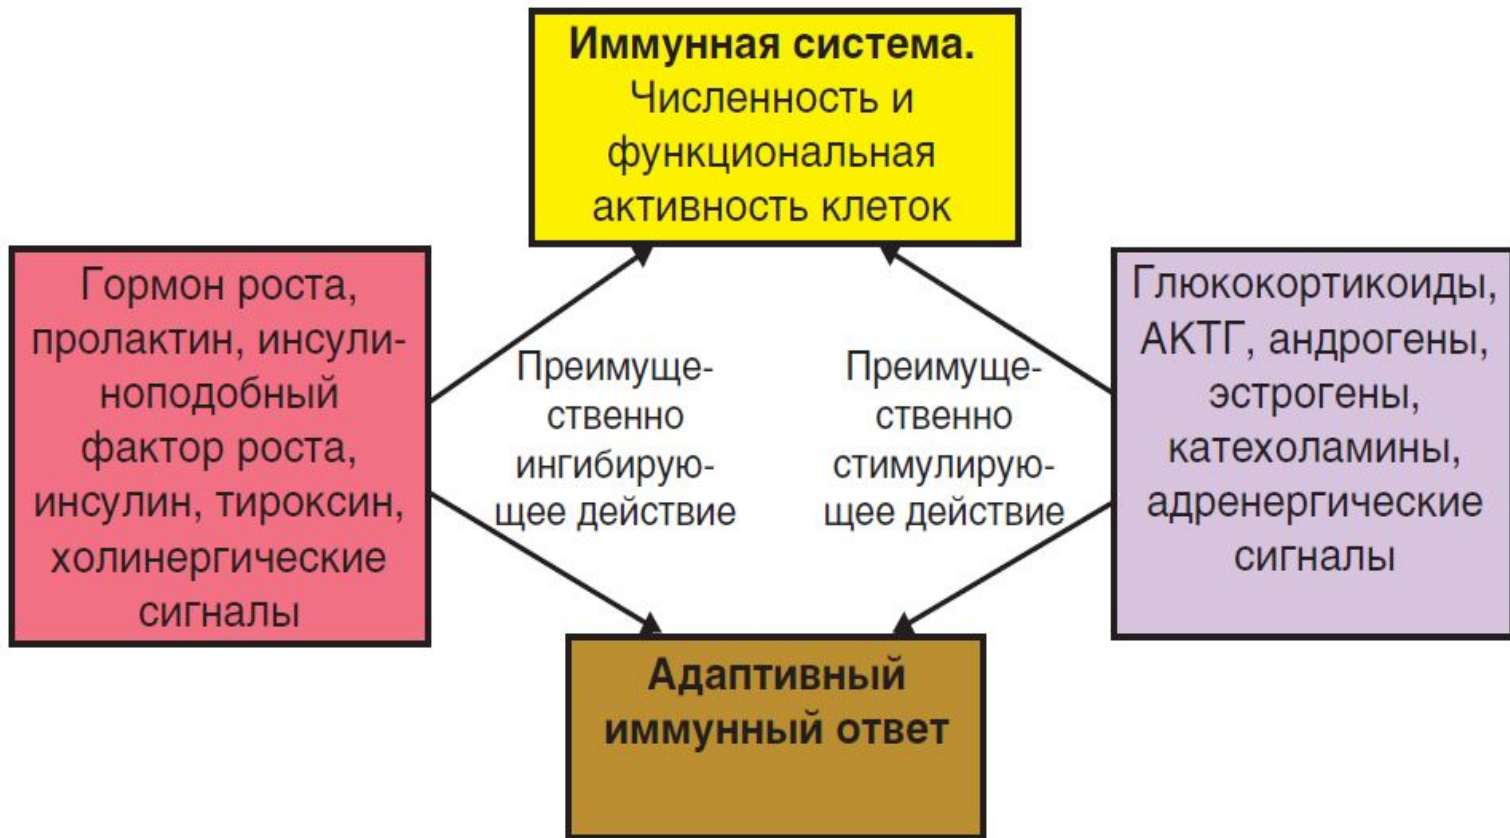 Иммунная система.
Численность и
функциональная
активность клеток
Гормон роста,
пролактин, инсули-
ноподобный
фактор роста,
инсулин, тироксин,
холинергические
сигналы
Преимуще-
ственно
ингибирую-
щее действие
Преимуще-
ственно
стимулирую-
щее действие
Глюкокортикоиды,
АКТГ, андрогены,
эстрогены,
катехоламины,
адренергические
сигналы
Адаптивный
иммунный ответ